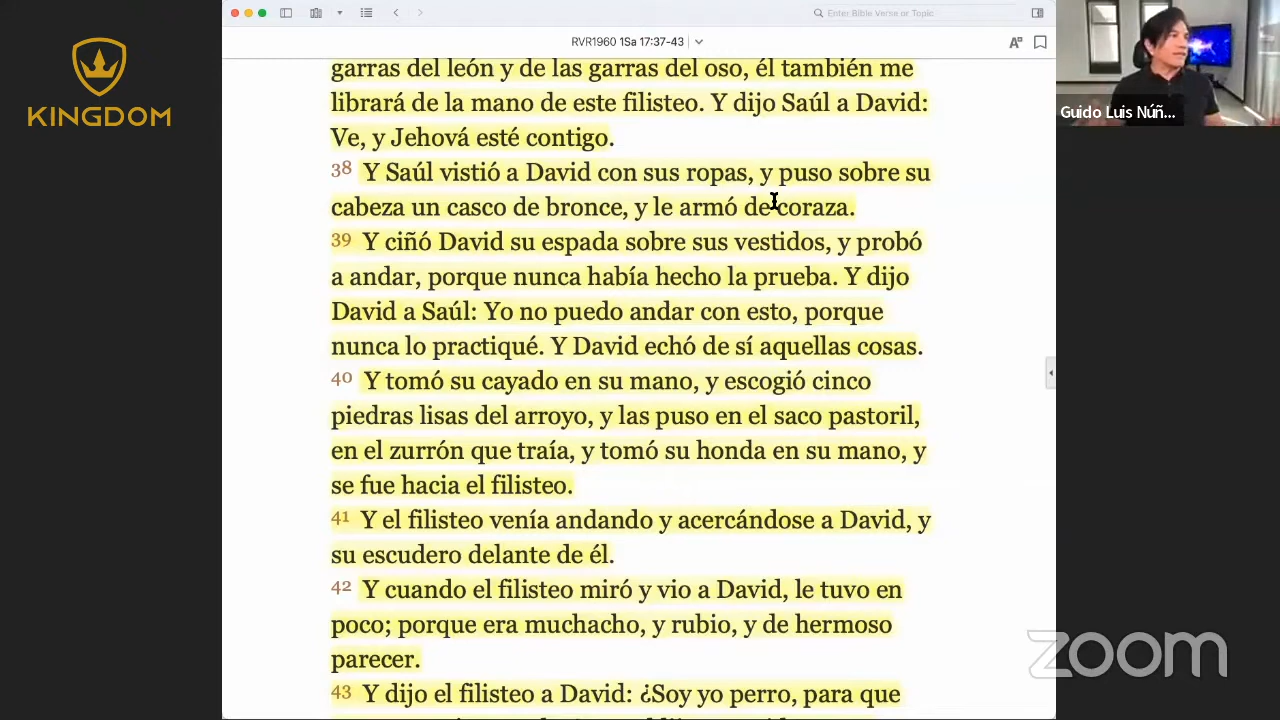 KINGDOM
Enter Bible Verse or Topic
RVR1960 1Sa 17:37-43
garras del león y de las garras del oso, él también me
librará de la mano de este filisteo. Y dijo Saúl a David:
Ve, y Jehová esté contigo.
38 Y Saúl vistió a David con sus ropas, y puso sobre su
cabeza un casco de bronce, y le armó de coraza.
39 Y ciñó David su espada sobre sus vestidos, y probó
a andar, porque nunca había hecho la prueba. Y dijo
David a Saúl: Yo no puedo andar con esto, porque
nunca lo practiqué. Y David echó de sí aquellas cosas.
40 Y tomó su cayado en su mano, y escogió cinco
piedras lisas del arroyo, y las puso en el saco pastoril,
en el zurrón que traía, y tomó su honda en su mano, y
se fue hacia el filisteo.
41 Y el filisteo venía andando y acercándose a David, y
su escudero delante de él.
42 Y cuando el filisteo miró y vio a David, le tuvo en
poco; porque era muchacho, y rubio, y de hermoso
parecer.
43 Y dijo el filisteo a David: ¿Soy yo perro, para que
Guido Luis Núñ...
zoom